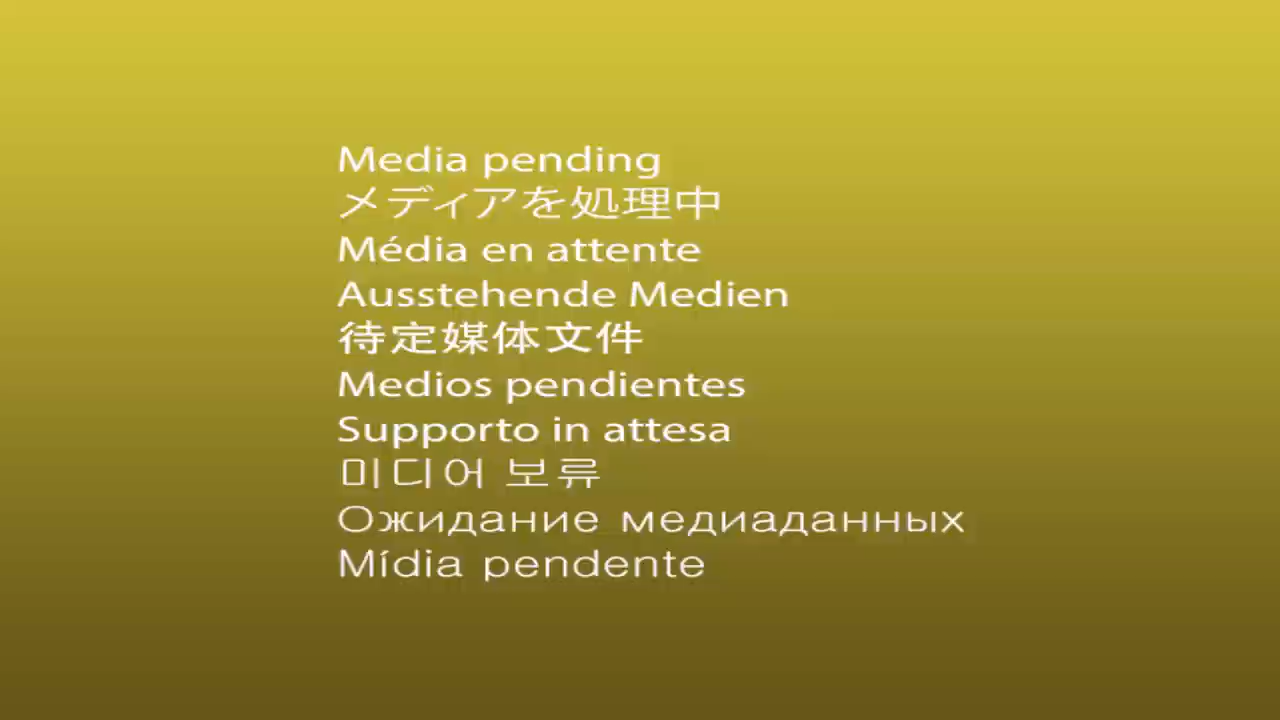 Media pending
メディアを処理中
Média en attente
Ausstehende Medien
待定媒体文件
Medios pendientes
Supporto in attesa
미디어 보류
Ожидание медиаданных
Mídia pendente